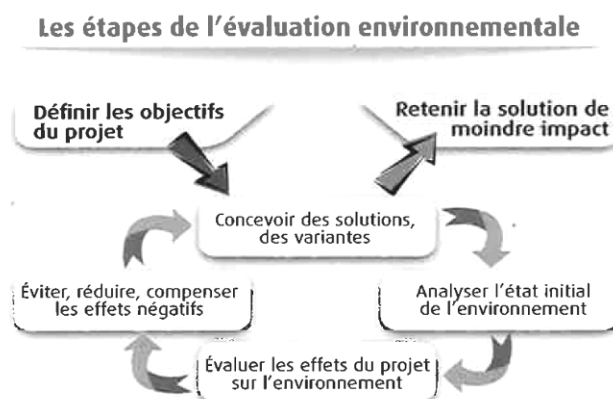 Les étapes de l'évaluation environnementale
Définir les objectifs
du projet
Retenir la solution de
moindre impact
Concevoir des solutions,
des variantes
Éviter, réduire, compenser
les effets négatifs
Analyser l'état initial
de l'environnement
Évaluer les effets du projet
sur l'environnement